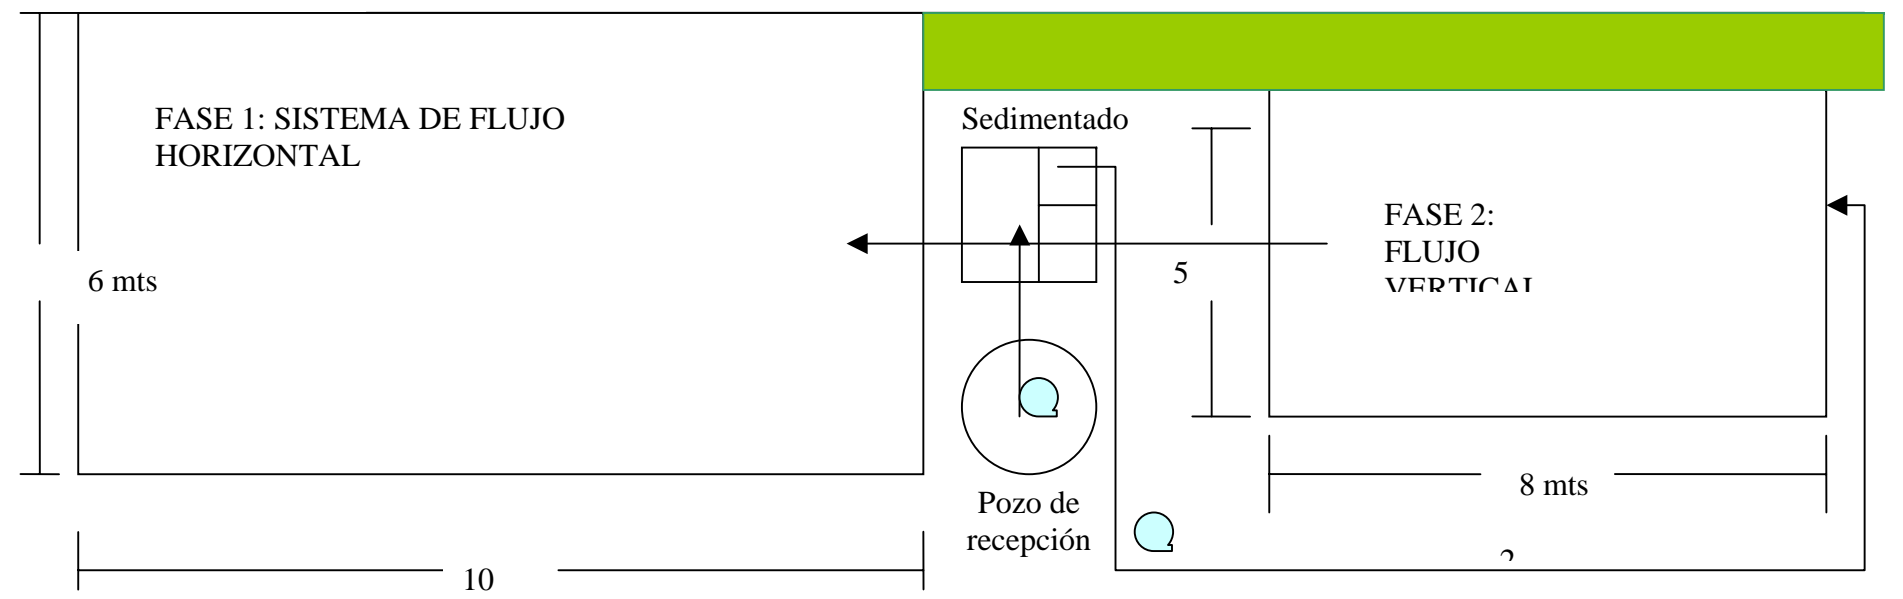 FASE 1: SISTEMA DE FLUJO
HORIZONTAL
6 mts
10
Sedimentado
Pozo de
recepción
5
FASE 2:
FLUJO
VERTICAL
8 mts